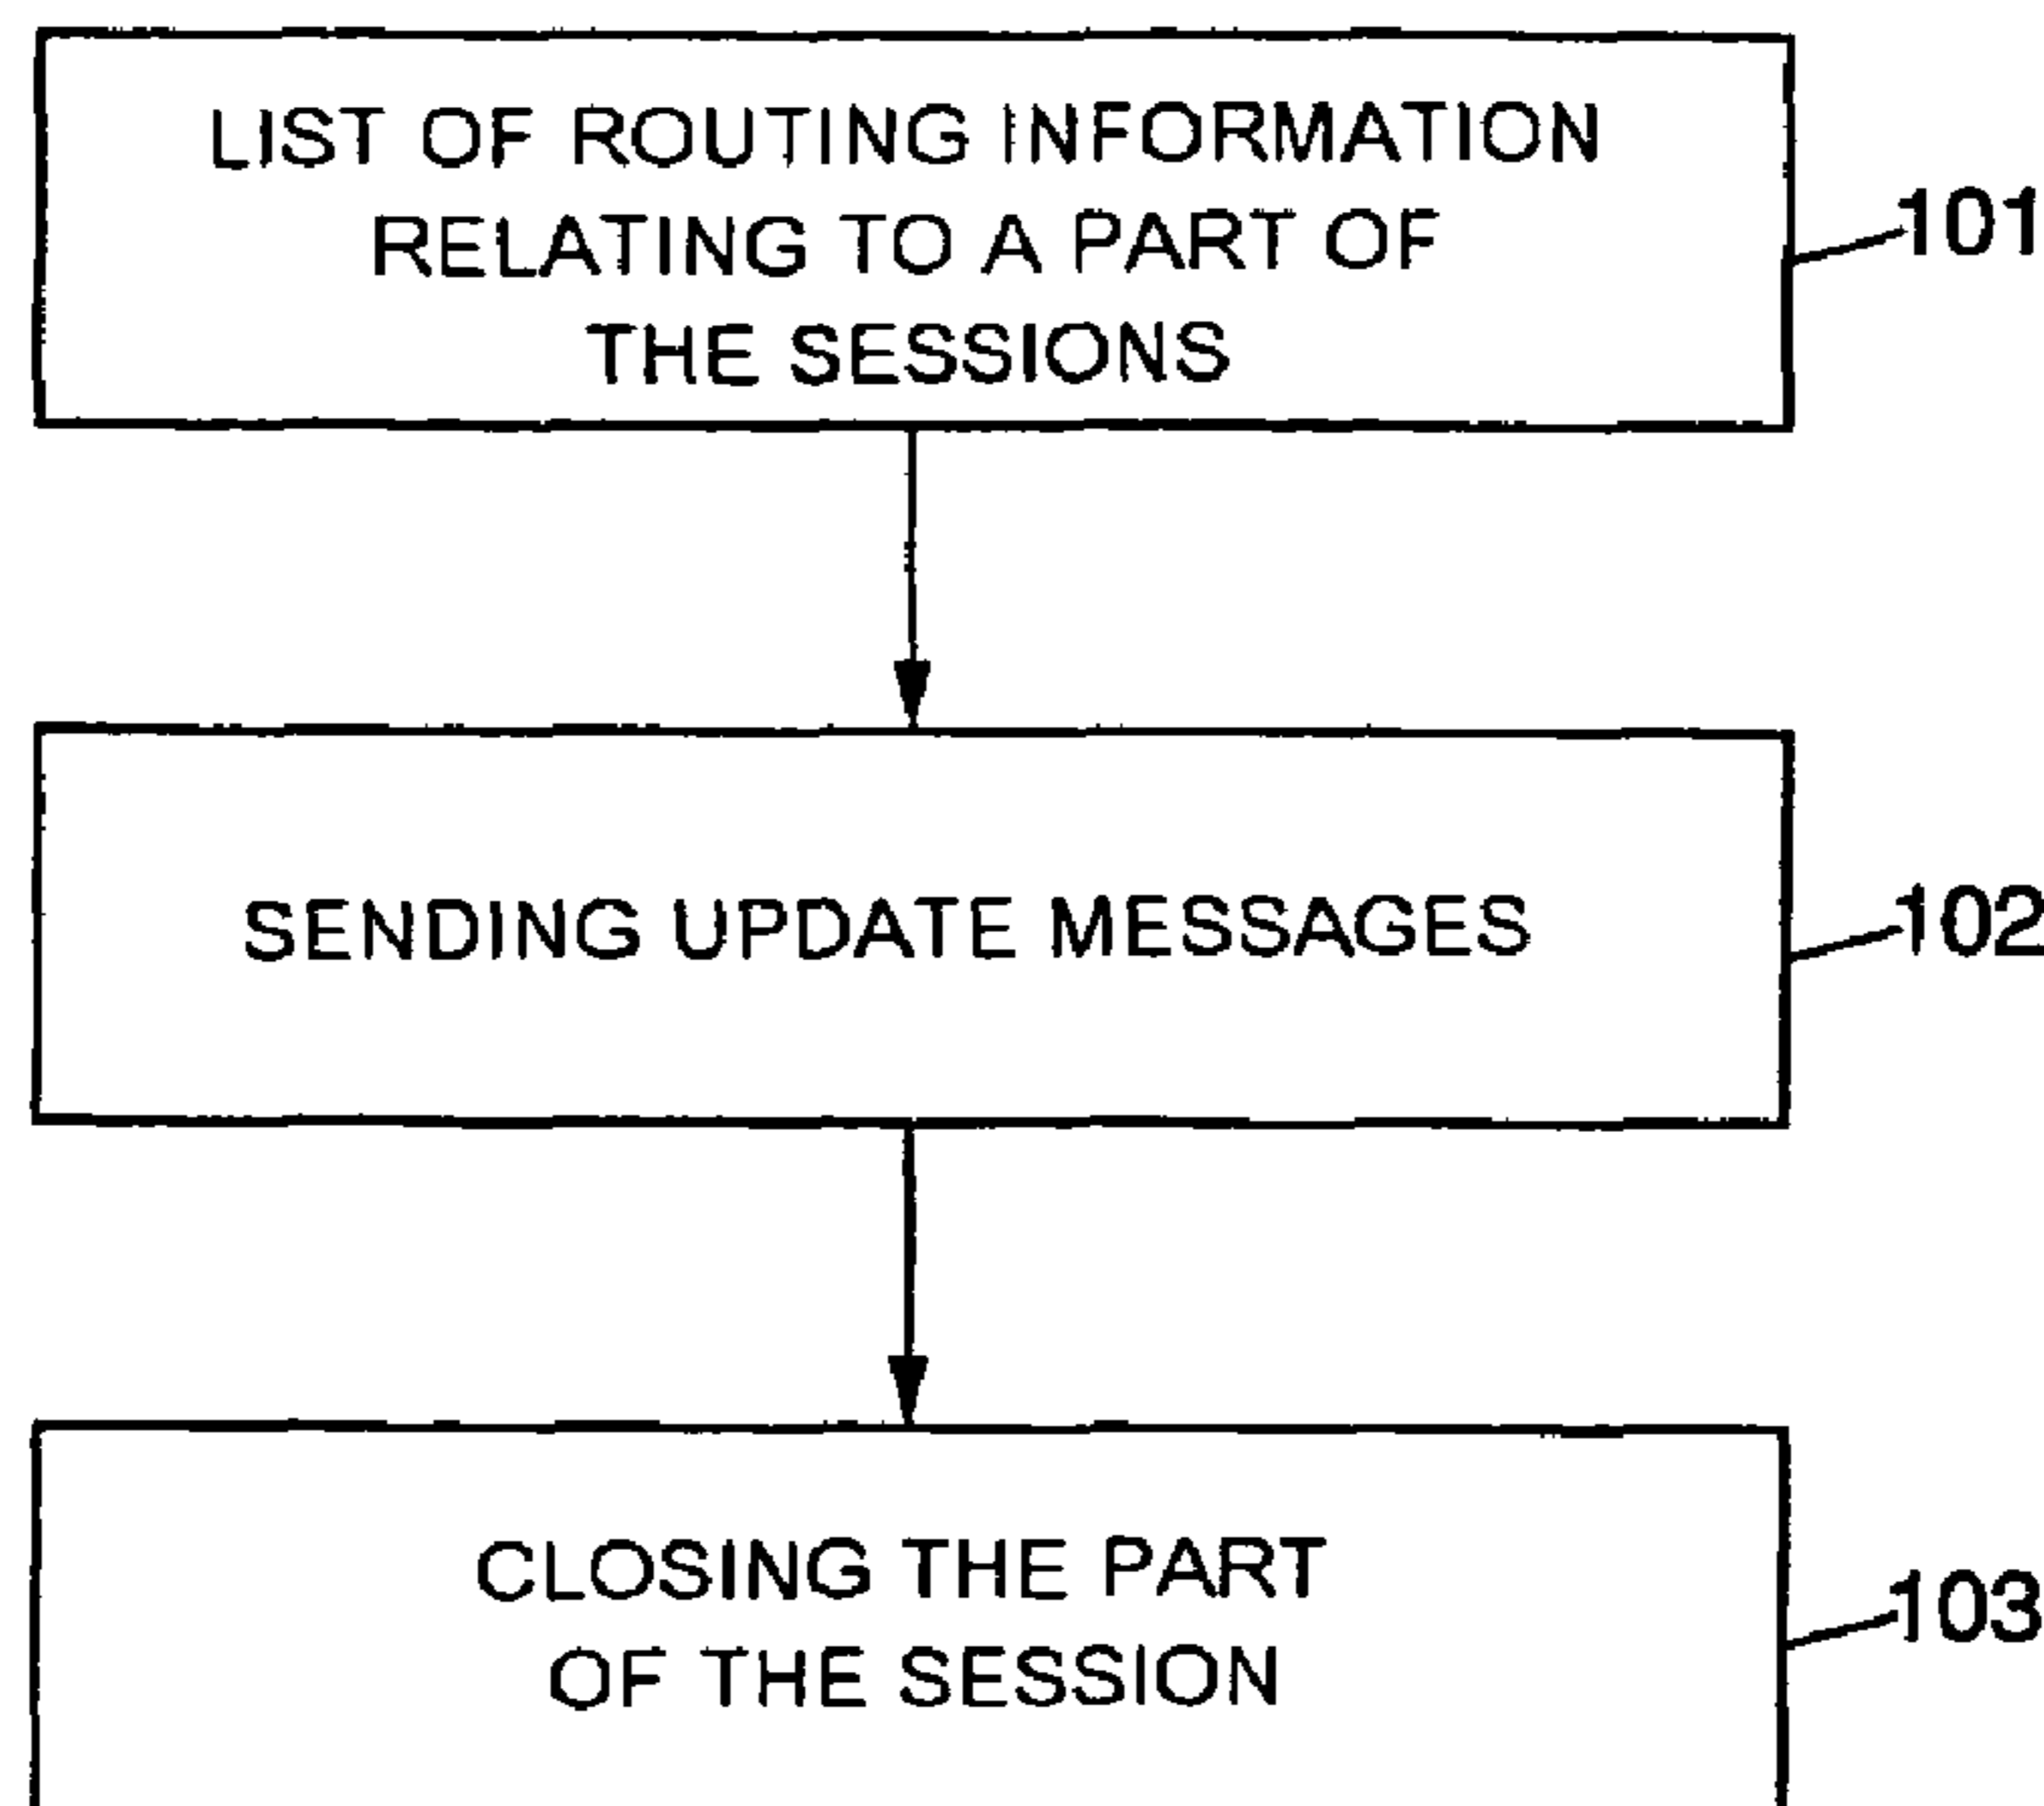 LIST OF ROUTING INFORMATION
RELATING TO A PART OF
THE SESSIONS
101
SENDING UPDATE MESSAGES
102
CLOSING THE PART
OF THE SESSION
103